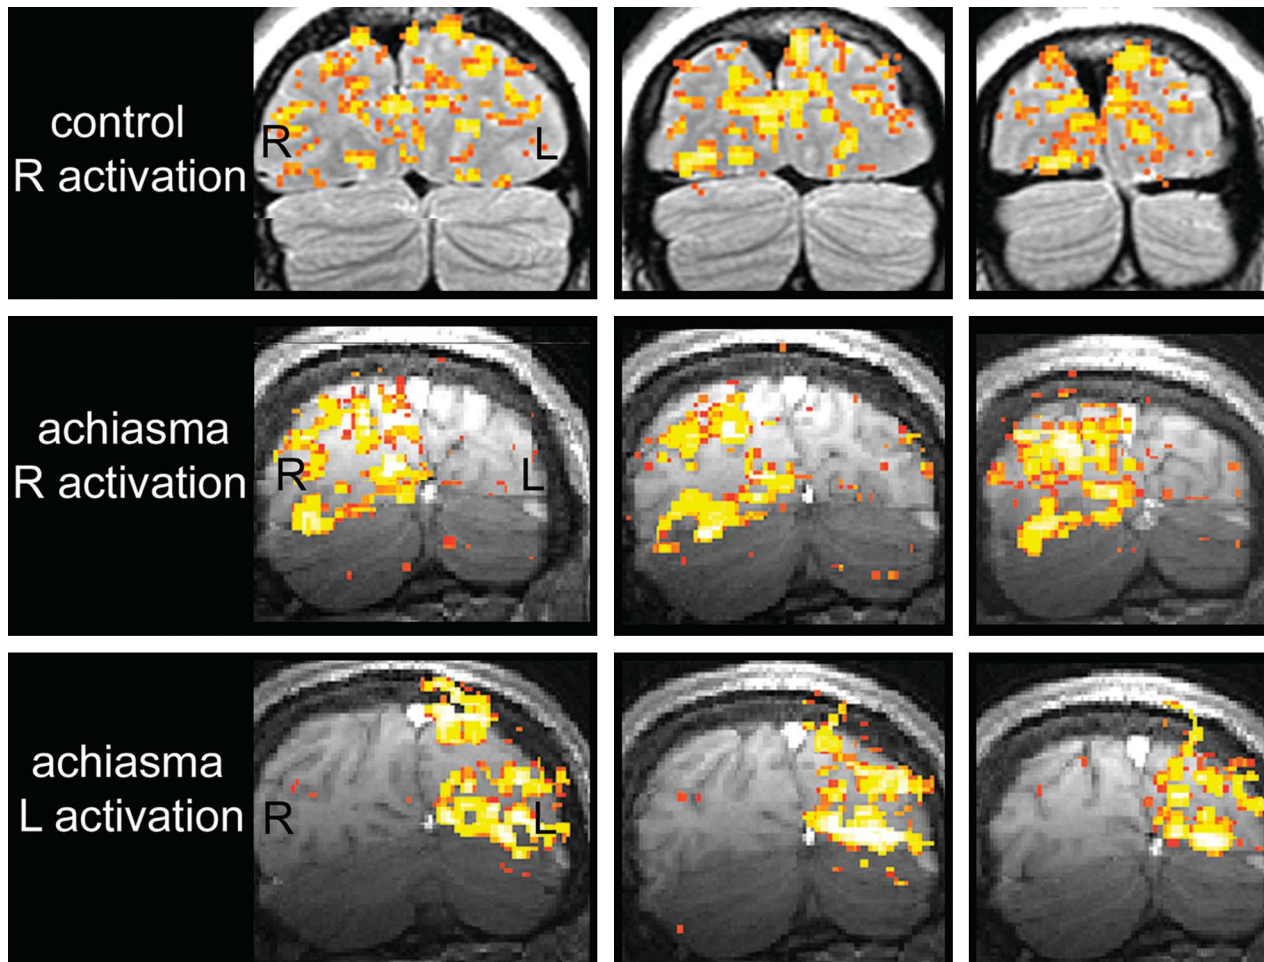 control
R activation
R
L
achiasma
R activation
R
L
achiasma
L activation
R
L